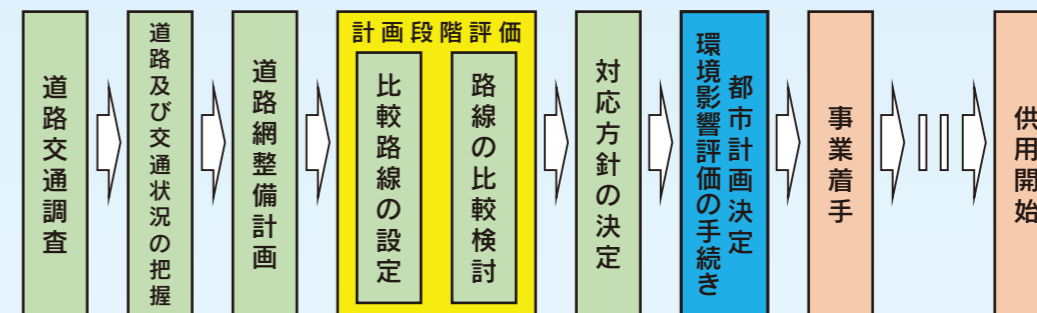 道路交通調査
道路及び交通状況の把握
道路網整備計画
計画段階評価
比較路線の設定
路線の比較検討
対応方針の決定
都市計画決定
環境影響評価の手続き
事業着手
供用開始